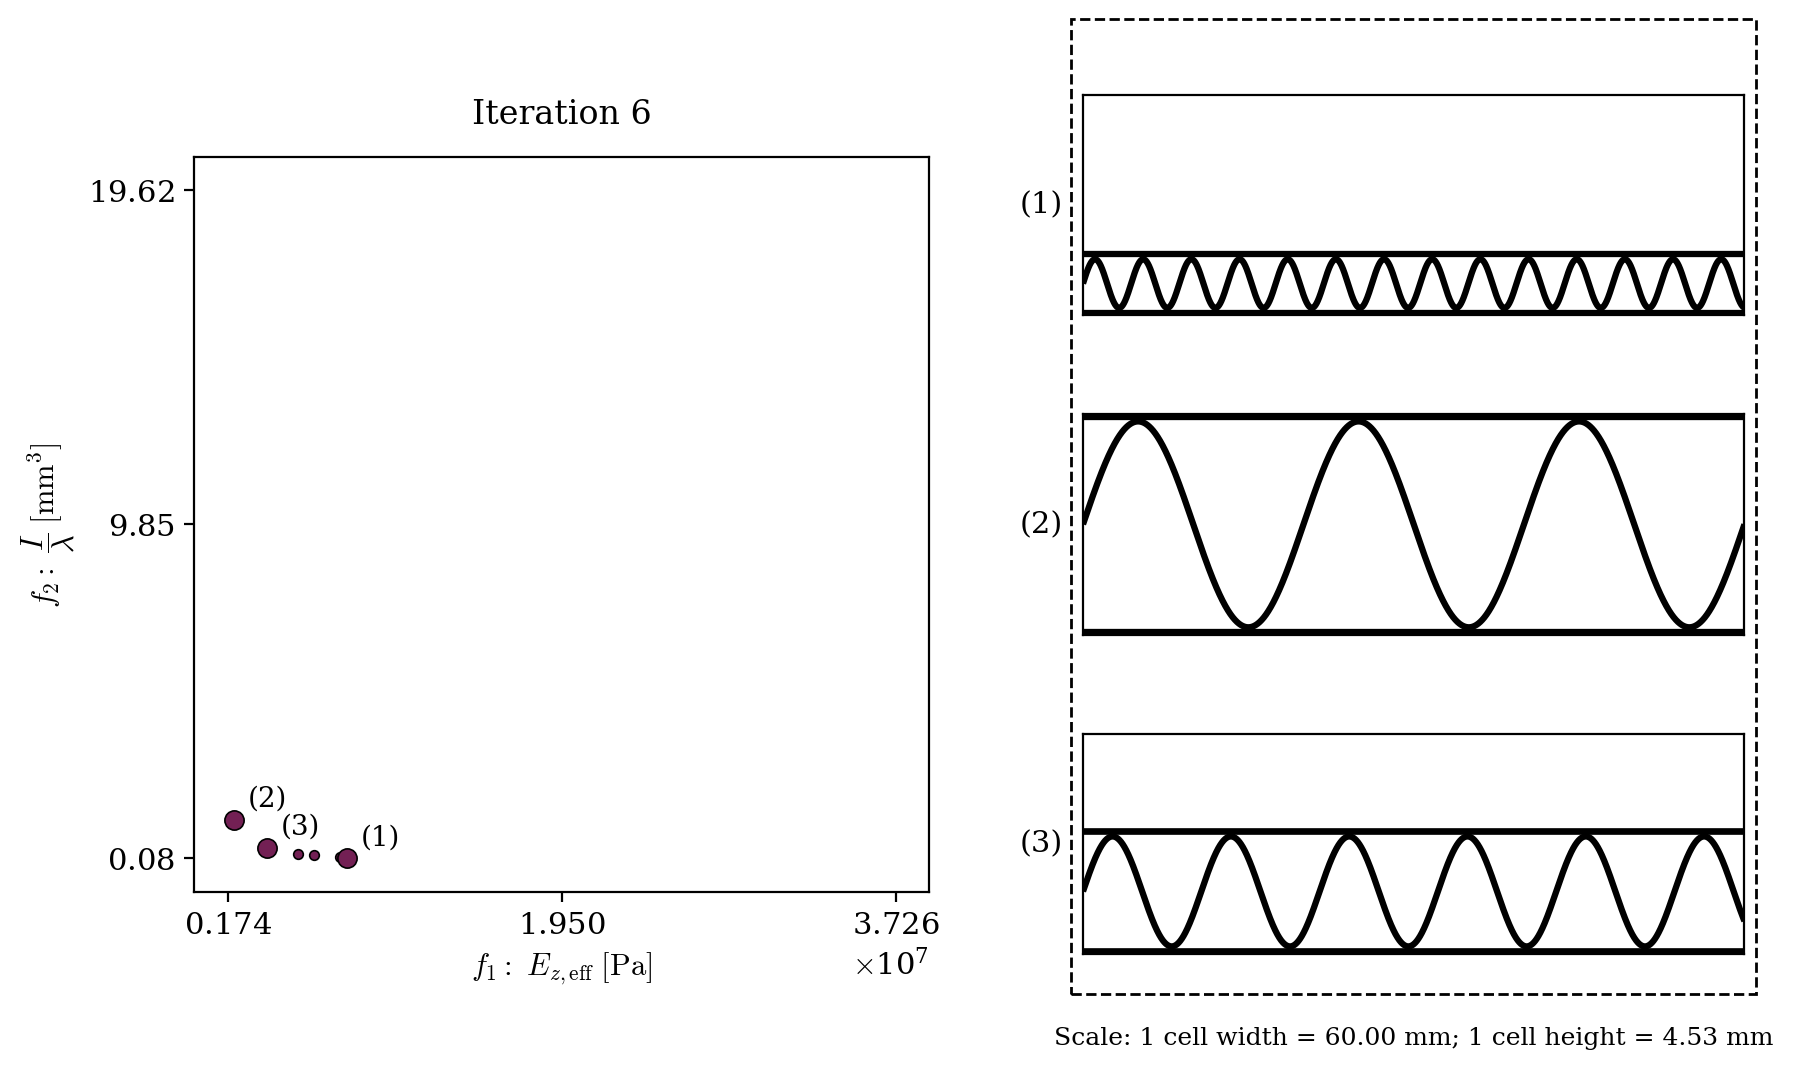 Iteration 6
19.62
9.85
0.08
f₂ : I/λ [mm³]
(2)
(3)
(1)
0.174 1.950 3.726
×10⁷
f₁ : E_{z,eff} [Pa]
(1)
(2)
(3)
Scale: 1 cell width = 60.00 mm; 1 cell height = 4.53 mm